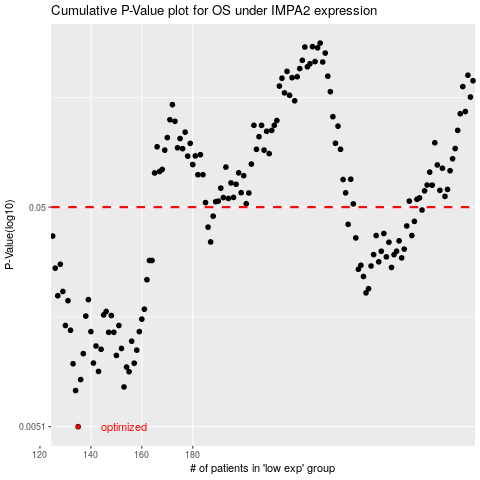 Cumulative P-Value plot for OS under IMPA2 expression
P-Value(log10)
0.05
0.0051
optimized
120 140 160 180
# of patients in 'low exp' group